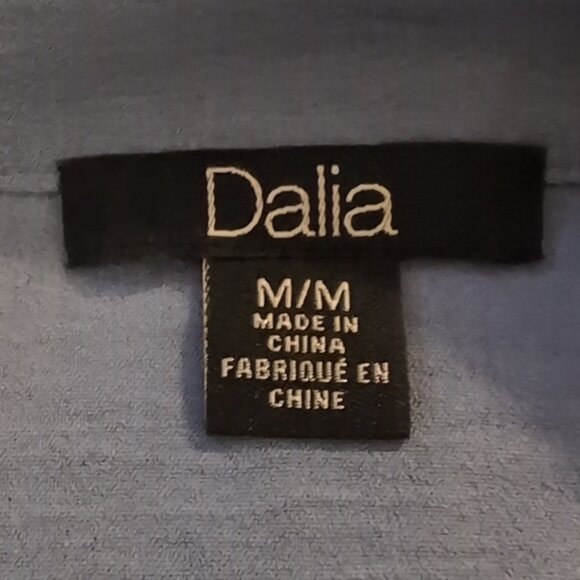 Dalia
M/M
MADE IN
CHINA
FABRIQUÉ EN
CHINE